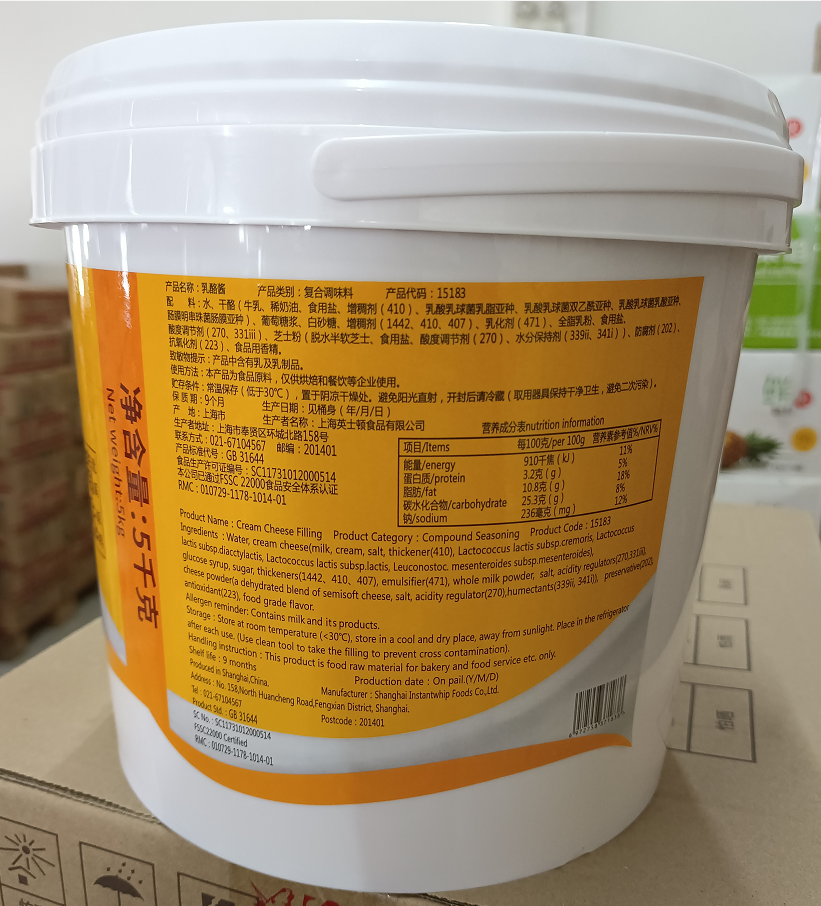 产品名称：乳酪酱 产品类别：复合调味料 产品代码：15183
配 料：水、干酪（牛乳、稀奶油、食用盐、增稠剂（410）、乳酸乳球菌乳脂亚种、乳酸乳球菌双乙酰亚种、乳酸乳球菌乳酸亚种、
肠膜明串珠菌肠膜亚种）、葡萄糖浆、白砂糖、增稠剂（1442、410、407）、乳化剂（471）、全脂乳粉、食用盐、
酸度调节剂（270、331iii）、芝士粉（脱水半软芝士、食用盐、酸度调节剂（270）、水分保持剂（339ii、341i））、防腐剂（202）、
抗氧化剂（223）、食品用香精。
致敏物提示：产品中含有乳及乳制品。
使用方法：本产品为食品原料，仅供烘焙和餐饮等企业使用。
贮存条件：常温保存（低于30℃），置于阴凉干燥处。避免阳光直射，开封后请冷藏（取用器具保持干净卫生，避免二次污染）。
保 质 期：9个月 生产日期：见桶身（年/月/日）
产 地：上海市 生产者名称：上海英士顿食品有限公司
生产者地址：上海市奉贤区环城北路158号
联系方式：021-67104567 邮编：201401
产品标准代号：GB 31644
食品生产许可证编号：SC11731012000514
本公司已通过FSSC 22000食品安全体系认证
RMC：010729-1178-1014-01
营养成分表nutrition information
项目/Items 每100克/per 100g 营养素参考值%/NRV%
能量/energy 910千焦（kJ） 11%
蛋白质/protein 3.2克（g） 5%
脂肪/fat 10.8克（g） 18%
碳水化合物/carbohydrate 25.3克（g） 8%
钠/sodium 236毫克（mg） 12%
净含量：5千克
Net weight:5kg
Product Name : Cream Cheese Filling Product Category : Compound Seasoning Product Code : 15183
Ingredients : Water, cream cheese(milk, cream, salt, thickener(410), Lactococcus lactis subsp.cremoris, Lactococcus
lactis subsp.diacctylactis, Lactococcus lactis subsp.lactis, Leuconostoc. mesenteroides subsp.mesenteroides),
glucose syrup, sugar, thickeners(1442, 410, 407), emulsifier(471), whole milk powder, salt, acidity regulators(270,331iii),
cheese powder(a dehydrated blend of semisoft cheese, salt, acidity regulator(270),humectants(339ii, 341i)), preservative(202),
antioxidant(223), food grade flavor.
Allergen reminder: Contains milk and its products.
Storage : Store at room temperature (<30℃), store in a cool and dry place, away from sunlight. Place in the refrigerator
after each use. (Use clean tool to take the filling to prevent cross contamination).
Handling instruction : This product is food raw material for bakery and food service etc. only.
Shelf life : 9 months Production date : On pail.(Y/M/D)
Produced in Shanghai,China. Manufacturer : Shanghai Instantwhip Foods Co.,Ltd.
Address : No. 158,North Huancheng Road,Fengxian District, Shanghai.
Tel : 021-67104567 Postcode : 201401
Product Std. : GB 31644
SC No. : SC11731012000514
FSSC22000 Certified
RMC : 010729-1178-1014-01